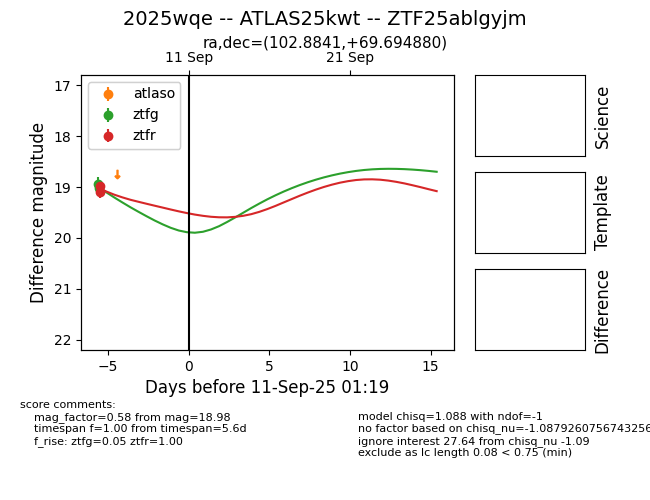 2025wqe -- ATLAS25kwt -- ZTF25ablgyjm
ra,dec=(102.8841,+69.694880)
11 Sep 21 Sep
atlaso
ztfg
ztfr
17
18
19
20
21
22
Difference magnitude
−5 0 5 10 15
Days before 11-Sep-25 01:19
Science
Template
Difference
score comments:
mag_factor=0.58 from mag=18.98
timespan f=1.00 from timespan=5.6d
f_rise: ztfg=0.05 ztfr=1.00
model chisq=1.088 with ndof=-1
no factor based on chisq_nu=-1.0879260756743256
ignore interest 27.64 from chisq_nu -1.09
exclude as lc length 0.08 < 0.75 (min)